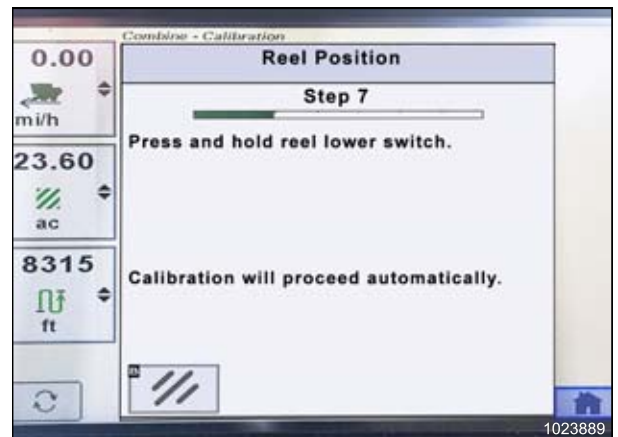 Combine - Calibration
0.00
mi/h
23.60
ac
8315
ft
Reel Position
Step 7
Press and hold reel lower switch.
Calibration will proceed automatically.
1023889